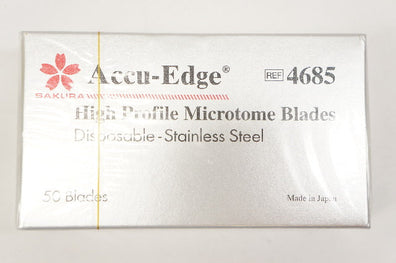 Accu-Edge® REF 4685
SAKURA
High Profile Microtome Blades
Disposable-Stainless Steel
50 Blades Made in Japan